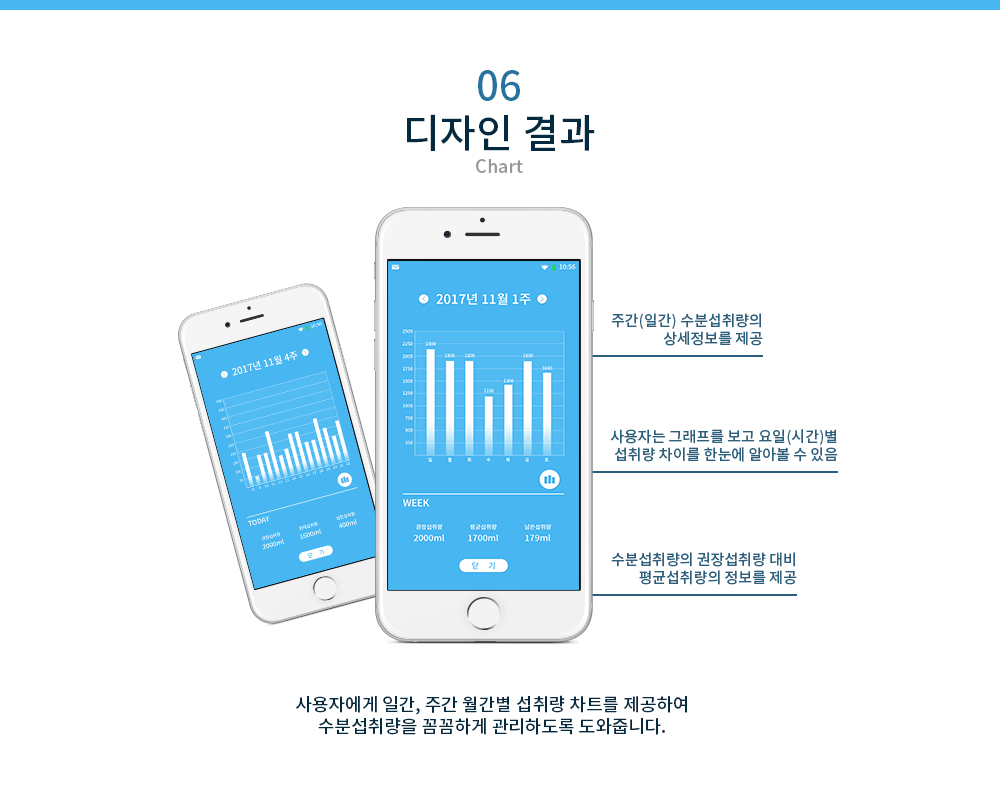 06
디자인 결과
Chart
10:56
2017년 11월 1주
2500
2250
2000
1750
1500
1250
1000
750
500
250
2200
1900
1900
1150
1900
1600
일 월 화 수 목 금 토
WEEK
권장섭취량 평균섭취량 남은섭취량
2000ml 1700ml 179ml
닫 기
2017년 11월 4주
TODAY
권장섭취량 남은섭취량
2000ml 1600ml 400ml
닫 기
주간(일간) 수분섭취량의
상세정보를 제공
사용자는 그래프를 보고 요일(시간)별
섭취량 차이를 한눈에 알아볼 수 있음
수분섭취량의 권장섭취량 대비
평균섭취량의 정보를 제공
사용자에게 일간, 주간 월간별 섭취량 차트를 제공하여
수분섭취량을 꼼꼼하게 관리하도록 도와줍니다.